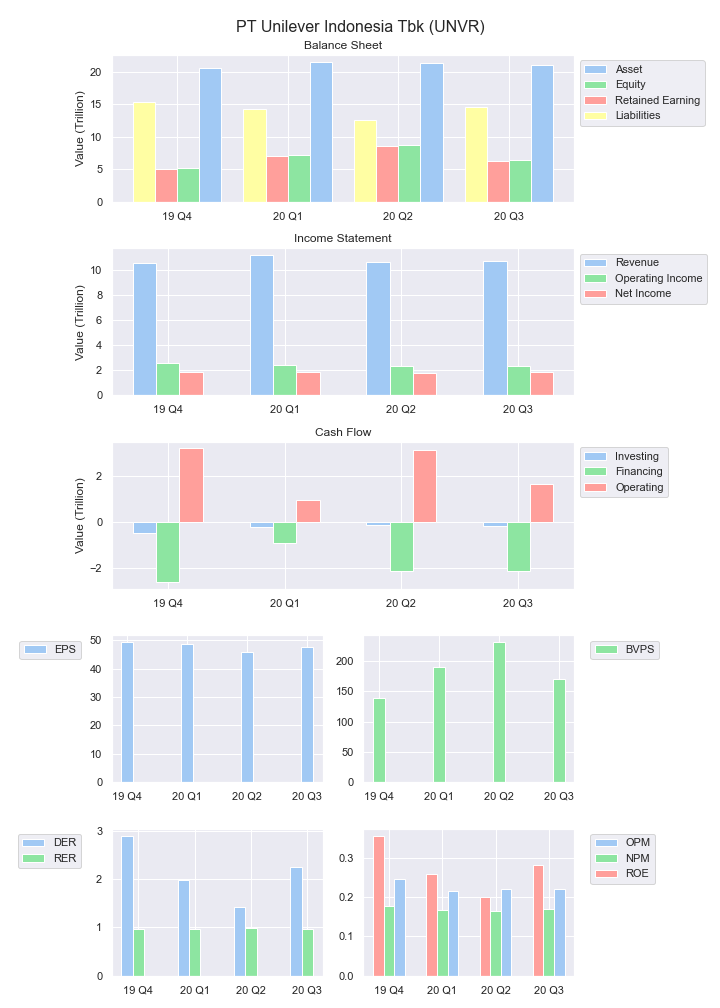 PT Unilever Indonesia Tbk (UNVR)
Balance Sheet
Value (Trillion)
20
15
10
5
0
19 Q4 20 Q1 20 Q2 20 Q3
Asset
Equity
Retained Earning
Liabilities
Income Statement
Value (Trillion)
10
8
6
4
2
0
19 Q4 20 Q1 20 Q2 20 Q3
Revenue
Operating Income
Net Income
Cash Flow
Value (Trillion)
2
0
−2
19 Q4 20 Q1 20 Q2 20 Q3
Investing
Financing
Operating
EPS
50
40
30
20
10
0
19 Q4 20 Q1 20 Q2 20 Q3
BVPS
200
150
100
50
0
19 Q4 20 Q1 20 Q2 20 Q3
DER
RER
3
2
1
0
19 Q4 20 Q1 20 Q2 20 Q3
OPM
NPM
ROE
0.3
0.2
0.1
0.0
19 Q4 20 Q1 20 Q2 20 Q3